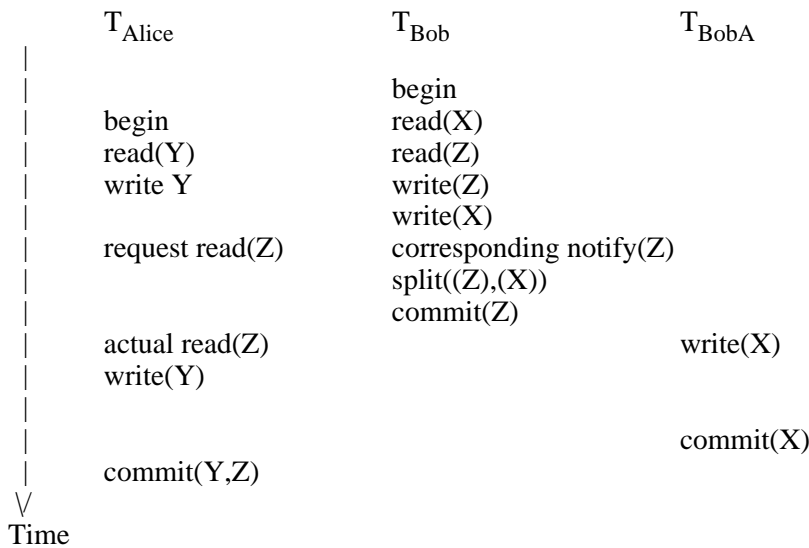 T_Alice T_Bob T_BobA
begin
begin read(X)
read(Y) read(Z)
write Y write(Z)
write(X)
request read(Z) corresponding notify(Z)
split((Z),(X))
commit(Z)
actual read(Z) write(X)
write(Y)
commit(X)
commit(Y,Z)
Time